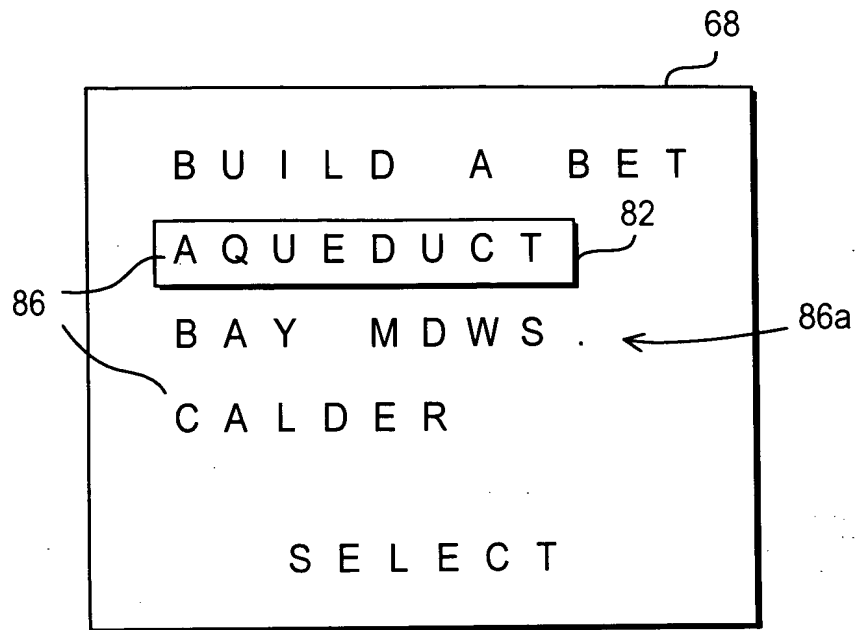 68
BUILD A BET
AQUEDUCT
82
86
BAY MDWS.
86a
CALDER
SELECT